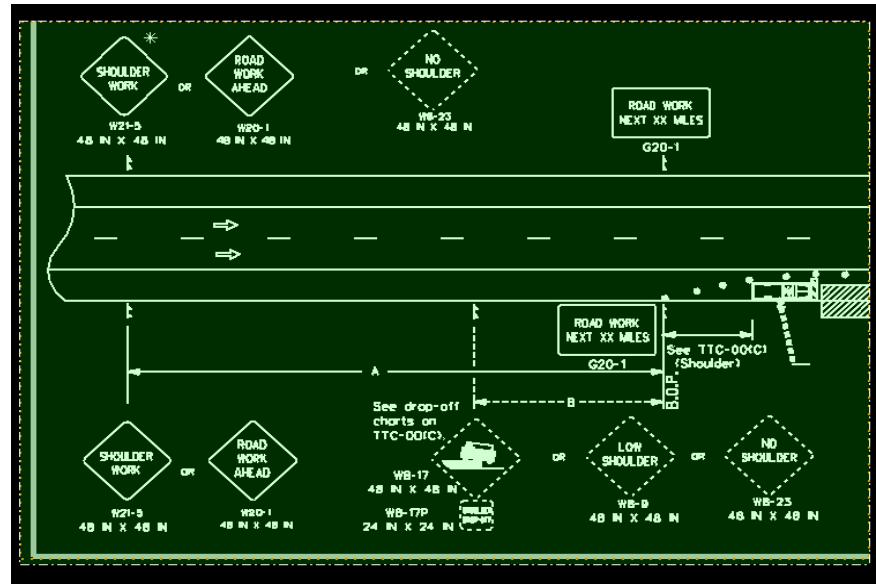 SHOULDER
WORK
OR
ROAD
WORK
AHEAD
OR
NO
SHOULDER
W21-5
48 IN X 48 IN
W20-1
48 IN X 48 IN
W8-23
48 IN X 48 IN
ROAD WORK
NEXT XX MILES
G20-1
ROAD WORK
NEXT XX MILES
G20-1
See TTC-00(C)
(Shoulder)
A
B
B.O.P.
See drop-off
charts on
TTC-00(C).
SHOULDER
WORK
OR
ROAD
WORK
AHEAD
W21-5
48 IN X 48 IN
W20-1
48 IN X 48 IN
W8-17
48 IN X 48 IN
W8-17P
24 IN X 24 IN
OR
LOW
SHOULDER
OR
NO
SHOULDER
W8-9
48 IN X 48 IN
W8-23
48 IN X 48 IN